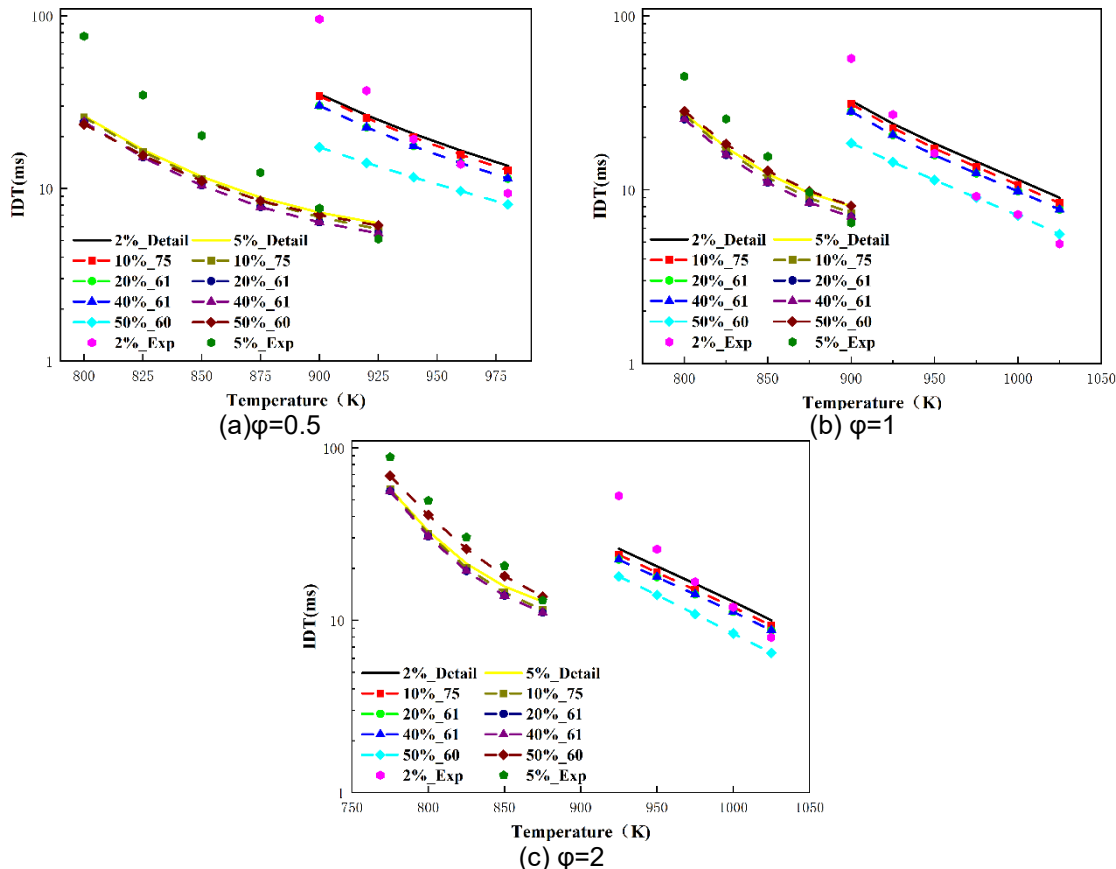 100
10
1
IDT(ms)
2%_Detail 5%_Detail
10%_75 10%_75
20%_61 20%_61
40%_61 40%_61
50%_60 50%_60
2%_Exp 5%_Exp
800 825 850 875 900 925 950 975
Temperature（K）
(a)φ=0.5
100
10
1
IDT(ms)
2%_Detail 5%_Detail
10%_75 10%_75
20%_61 20%_61
40%_61 40%_61
50%_60 50%_60
2%_Exp 5%_Exp
800 850 900 950 1000 1050
Temperature（K）
(b) φ=1
100
10
1
IDT(ms)
2%_Detail 5%_Detail
10%_75 10%_75
20%_61 20%_61
40%_61 40%_61
50%_60 50%_60
2%_Exp 5%_Exp
750 800 850 900 950 1000 1050
Temperature（K）
(c) φ=2